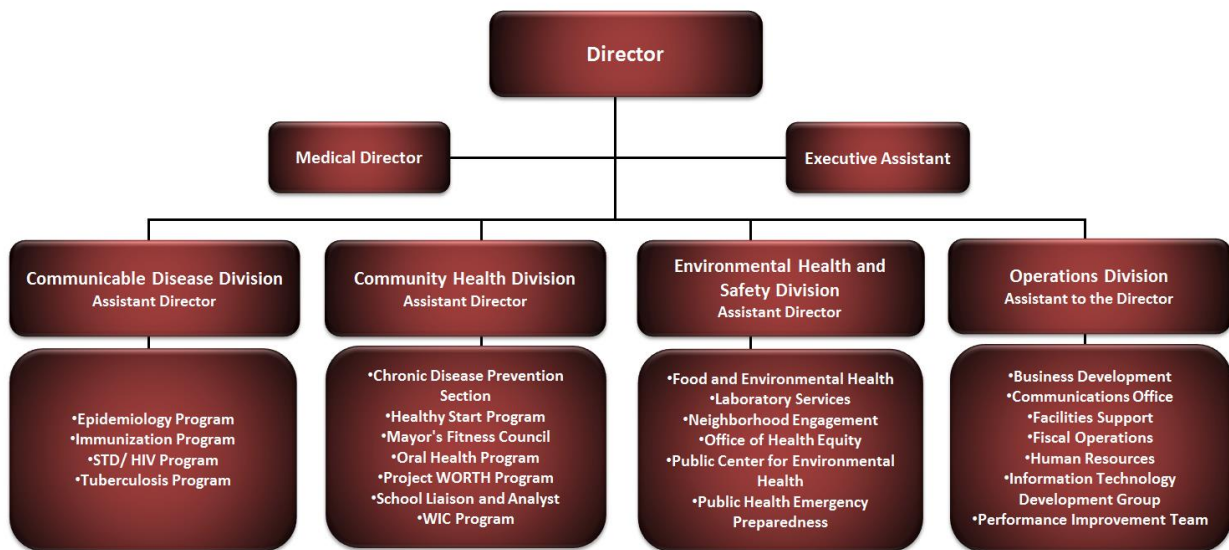 Director
Medical Director
Executive Assistant
Communicable Disease Division
Assistant Director
Community Health Division
Assistant Director
Environmental Health and
Safety Division
Assistant Director
Operations Division
Assistant to the Director
•Epidemiology Program
•Immunization Program
•STD/ HIV Program
•Tuberculosis Program
•Chronic Disease Prevention
Section
•Healthy Start Program
•Mayor's Fitness Council
•Oral Health Program
•Project WORTH Program
•School Liaison and Analyst
•WIC Program
•Food and Environmental Health
•Laboratory Services
•Neighborhood Engagement
•Office of Health Equity
•Public Center for Environmental
Health
•Public Health Emergency
Preparedness
•Business Development
•Communications Office
•Facilities Support
•Fiscal Operations
•Human Resources
•Information Technology
Development Group
•Performance Improvement Team